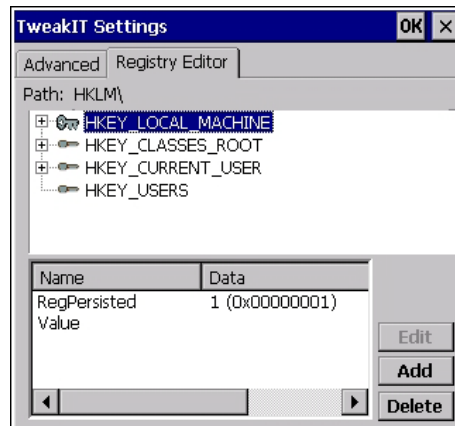 TweakIT Settings OK ×
Advanced Registry Editor
Path: HKLM\
HKEY_LOCAL_MACHINE
HKEY_CLASSES_ROOT
HKEY_CURRENT_USER
HKEY_USERS
Name Data
RegPersisted 1 (0x00000001)
Value
Edit
Add
Delete